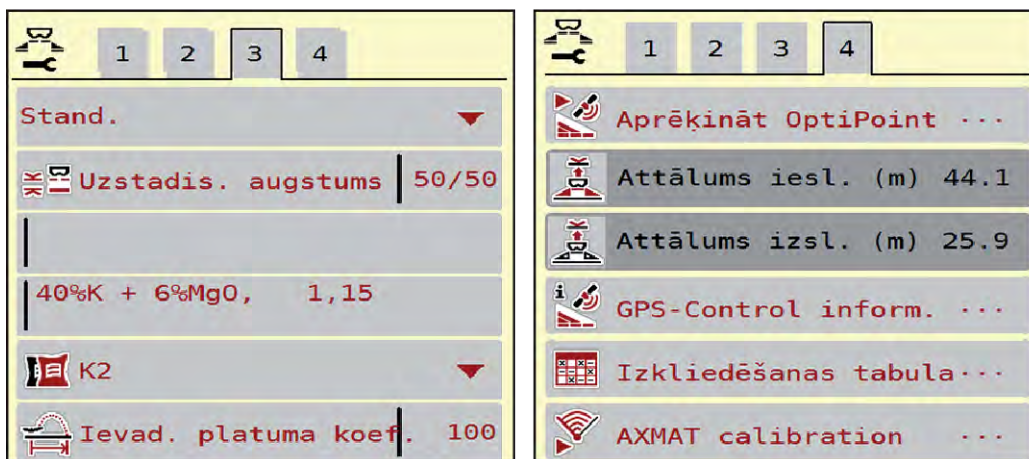 1 2 3 4
Stand.
Uzstadis. augstums 50/50
40%K + 6%MgO, 1,15
K2
Ievad. platuma koef. 100
1 2 3 4
Aprēķināt OptiPoint ...
Attālums iesl. (m) 44.1
Attālums izsl. (m) 25.9
i
GPS-Control inform. ...
Izkliedēšanas tabula...
AXMAT calibration ...